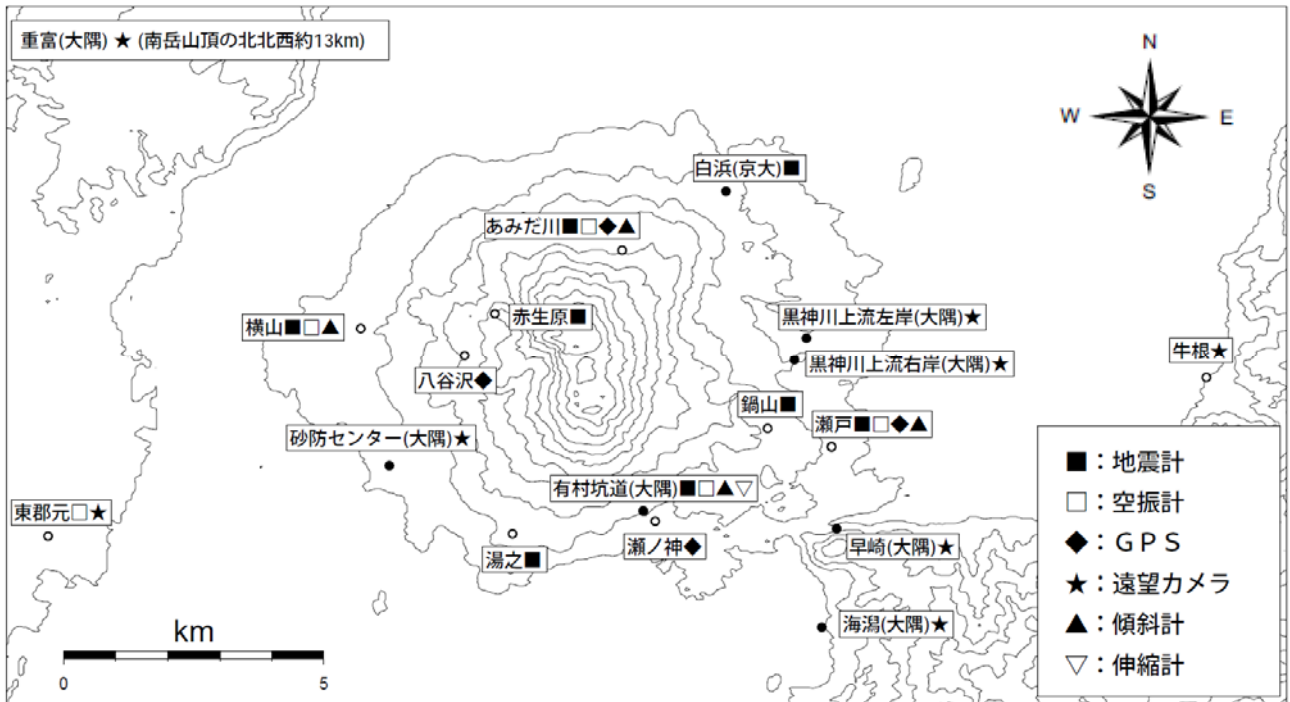 重富(大隅) ★ (南岳山頂の北北西約13km)
N
W
E
S
白浜(京大)■
あみだ川■□◆▲
横山■□▲
赤生原■
黒神川上流左岸(大隅)★
黒神川上流右岸(大隅)★
牛根★
八谷沢◆
鍋山■
瀬戸■□◆▲
砂防センター(大隅)★
有村坑道(大隅)■□▲▽
東郡元□★
湯之■
瀬ノ神◆
早崎(大隅)★
海潟(大隅)★
km
0
5
■：地震計
□：空振計
◆：ＧＰＳ
★：遠望カメラ
▲：傾斜計
▽：伸縮計